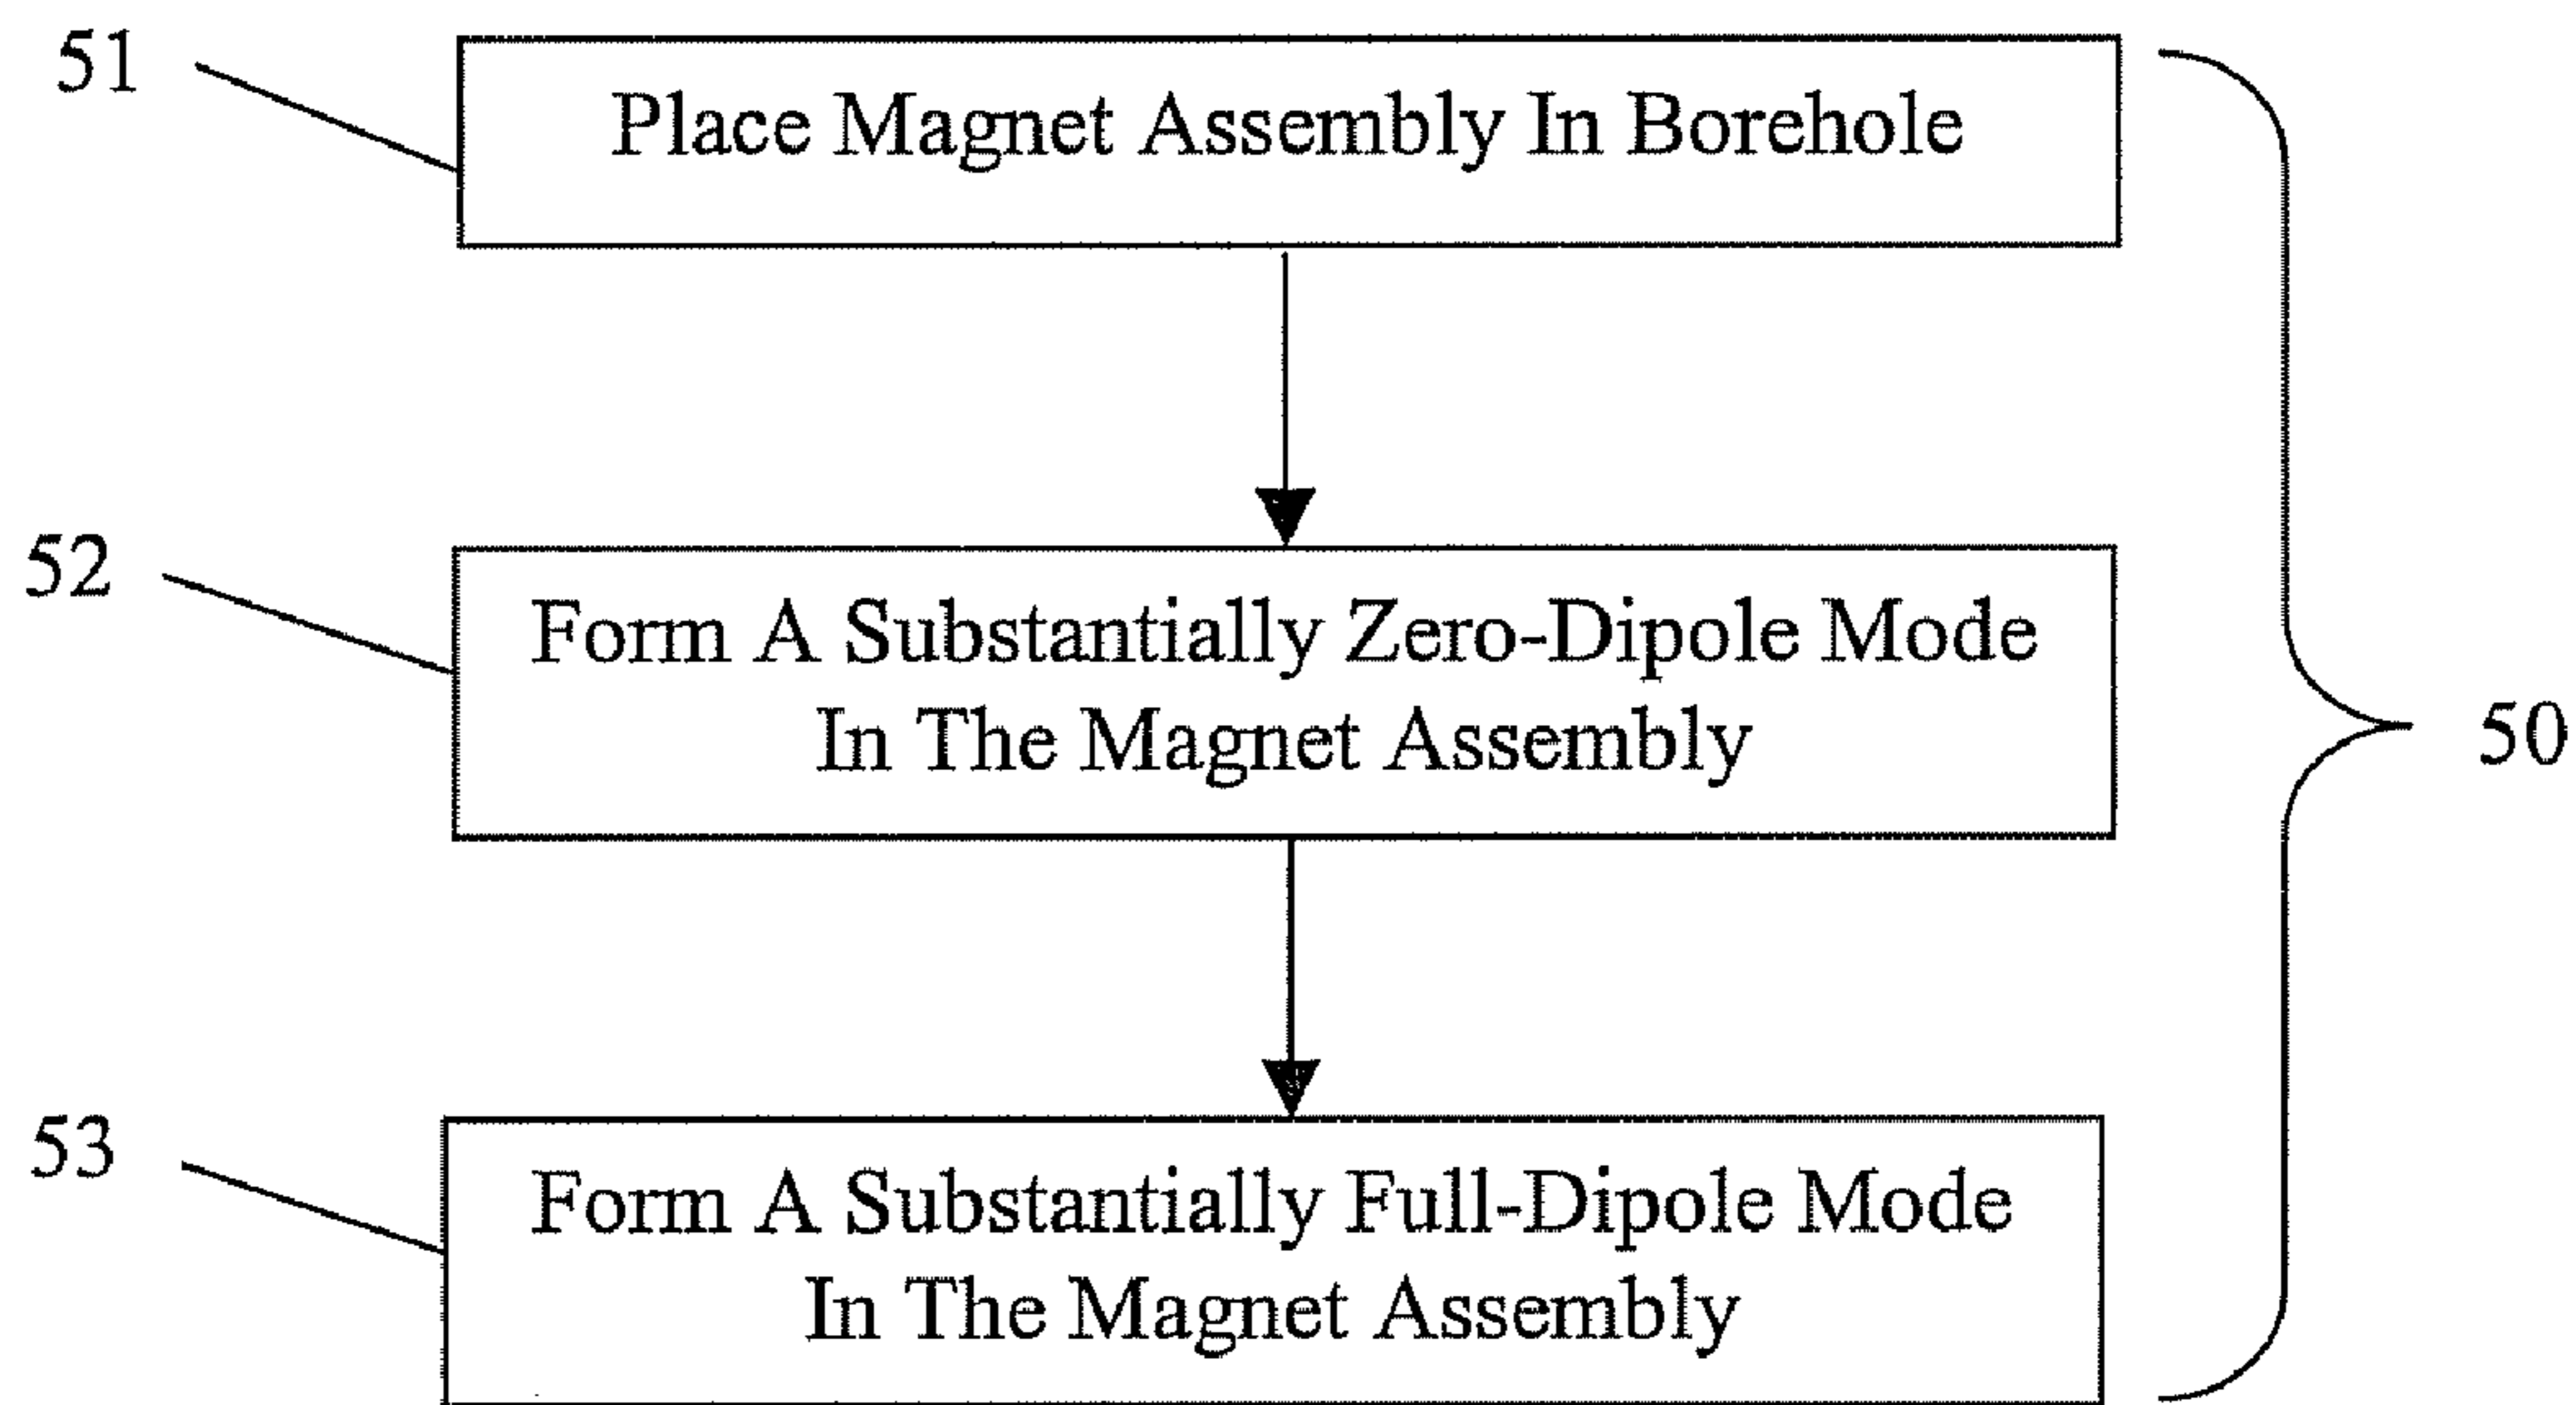 51
Place Magnet Assembly In Borehole
52
Form A Substantially Zero-Dipole Mode
In The Magnet Assembly
50
53
Form A Substantially Full-Dipole Mode
In The Magnet Assembly